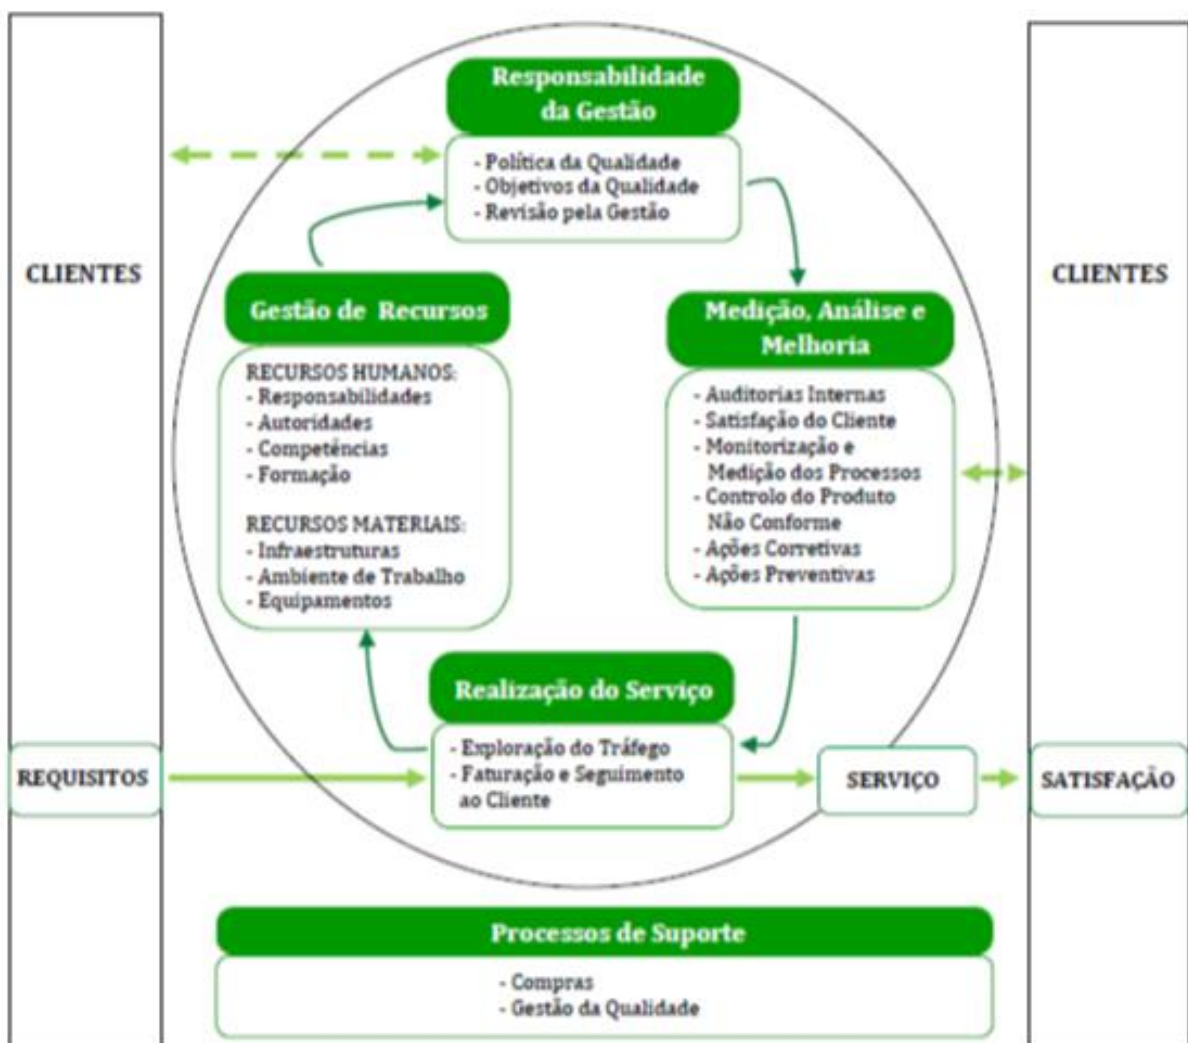 Responsabilidade
da Gestão
- Política da Qualidade
- Objetivos da Qualidade
- Revisão pela Gestão
CLIENTES
CLIENTES
Gestão de Recursos
RECURSOS HUMANOS:
- Responsabilidades
- Autoridades
- Competências
- Formação
RECURSOS MATERIAIS:
- Infraestruturas
- Ambiente de Trabalho
- Equipamentos
Medição, Análise e
Melhoria
- Auditorias Internas
- Satisfação do Cliente
- Monitorização e
Medição dos Processos
- Controlo do Produto
Não Conforme
- Ações Corretivas
- Ações Preventivas
Realização do Serviço
- Exploração do Tráfego
- Faturação e Seguimento
ao Cliente
REQUISITOS
SERVIÇO
SATISFAÇÃO
Processos de Suporte
- Compras
- Gestão da Qualidade